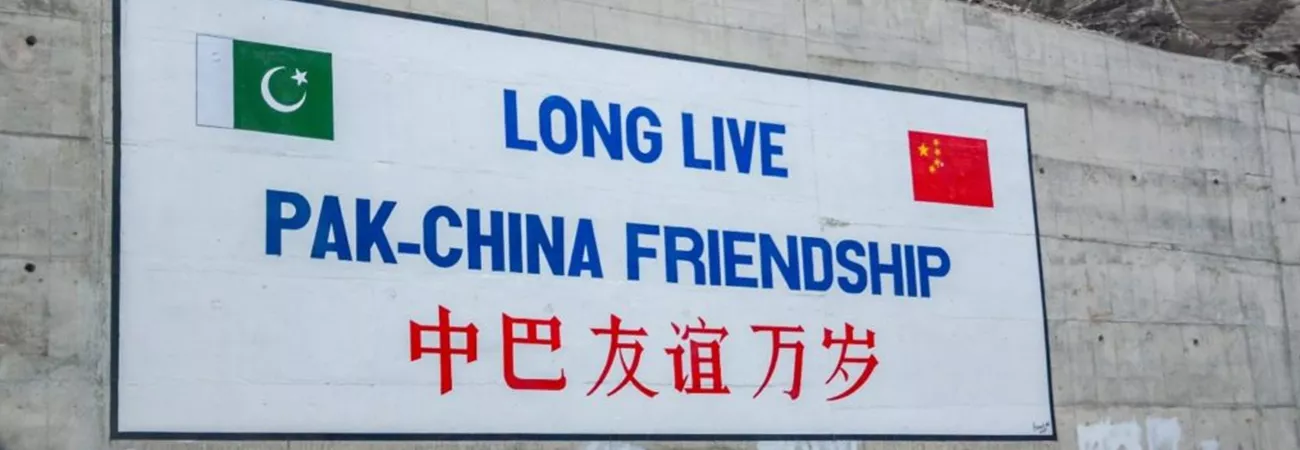 LONG LIVE
PAK-CHINA FRIENDSHIP
中巴友谊万岁